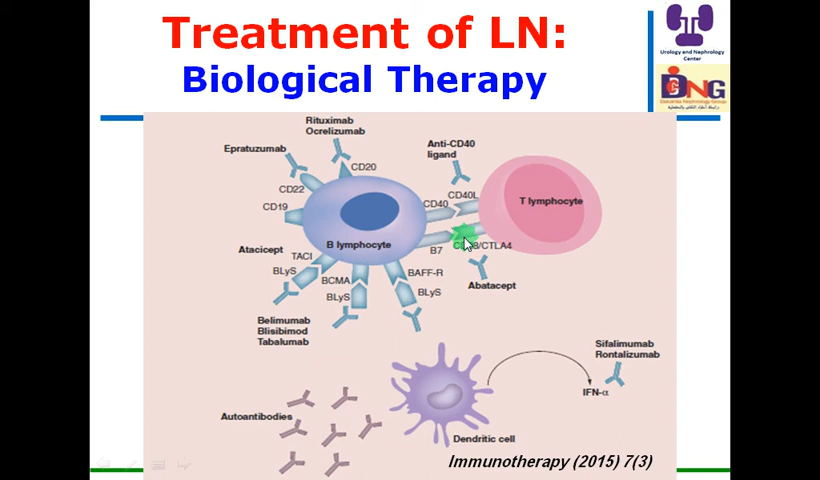 Treatment of LN:
Biological Therapy
Urology and Nephrology
Center
DNG
Rituximab
Ocrelizumab
Epratuzumab
CD20
CD22
CD19
Anti-CD40
ligand
CD40L
CD40
T lymphocyte
B lymphocyte
B7
/CTLA4
Abatacept
Atacicept
TACI
BLyS
BCMA
BLyS
BAFF-R
BLyS
Belimumab
Blisibimod
Tabalumab
Sifalimumab
Rontalizumab
IFN-α
Autoantibodies
Dendritic cell
Immunotherapy (2015) 7(3)